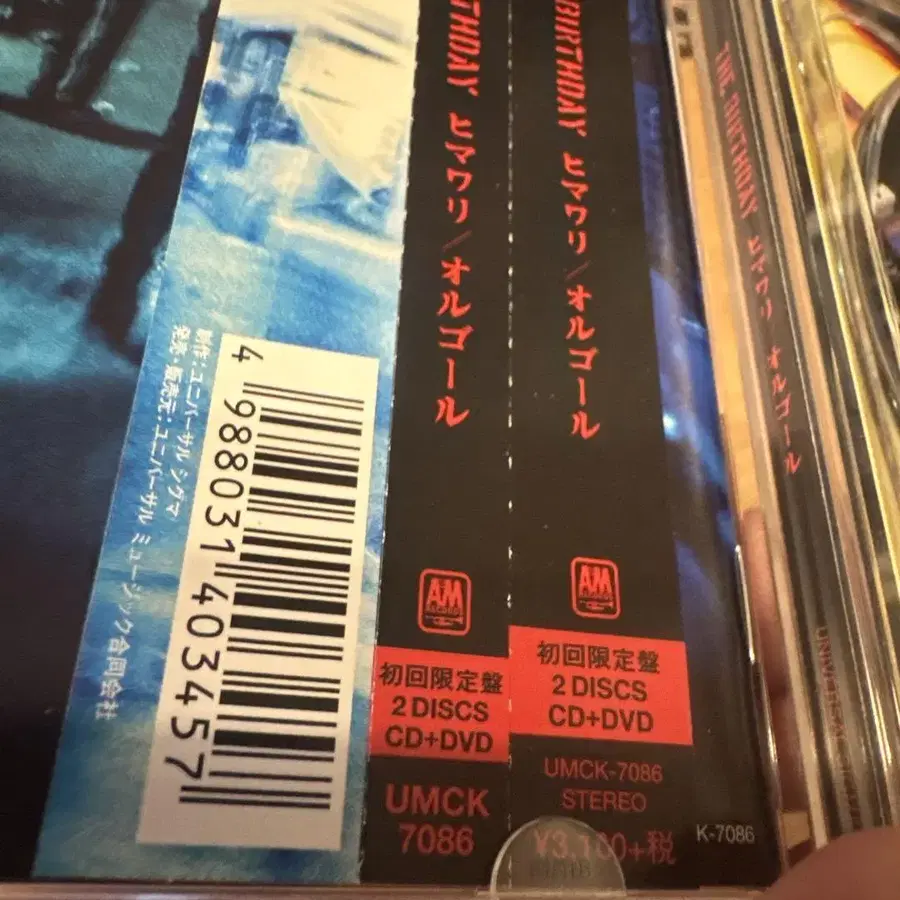 制作：ユニバーサル シグマ
発売・販売元：ユニバーサル ミュージック合同会社
4 988031 403457
BIRTHDAY ヒマワリ／オルゴール
A&M
初回限定盤
2 DISCS
CD+DVD
UMCK
7086
BIRTHDAY ヒマワリ／オルゴール
A&M
初回限定盤
2 DISCS
CD+DVD
UMCK-7086
STEREO
¥3,100+税
K-7086
THE BIRTHDAY ヒマワリ オルゴール